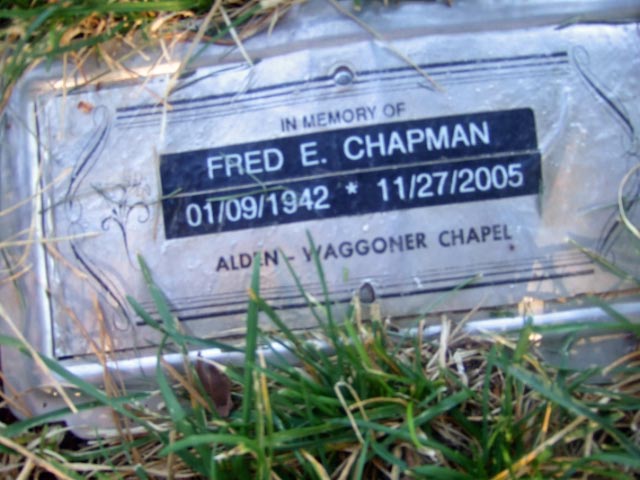 IN MEMORY OF
FRED E. CHAPMAN
01/09/1942 * 11/27/2005
ALDEN - WAGGONER CHAPEL